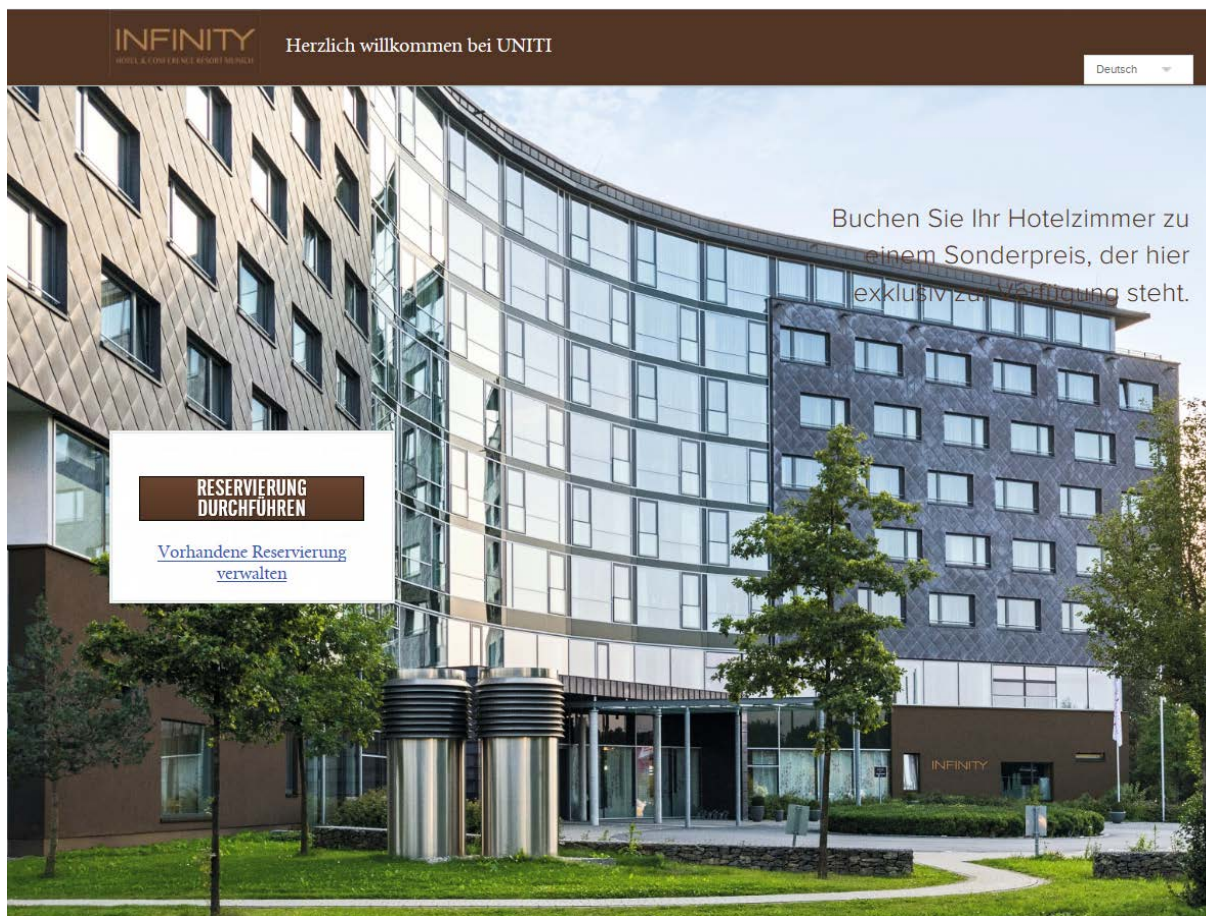 INFINITY
HOTEL & CONFERENCE RESORT MUNICH
Herzlich willkommen bei UNITI
Deutsch
Buchen Sie Ihr Hotelzimmer zu
einem Sonderpreis, der hier
exklusiv zur Verfügung steht.
RESERVIERUNG
DURCHFÜHREN
Vorhandene Reservierung
verwalten
INFINITY